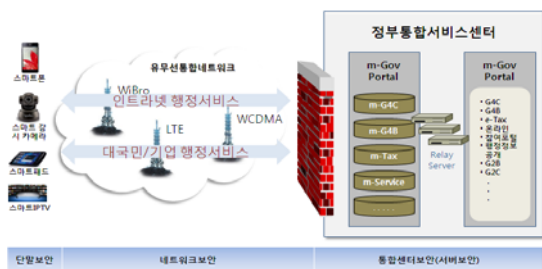 정부통합서비스센터
유무선통합네트워크
m-Gov
Portal
m-Gov
Portal
스마트폰
WiBro
인트라넷 행정서비스
m-G4C
• G4C
• G4B
• e-Tax
• 온라인
• 참여포털
• 행정정보
공개
• G2B
• G2C
스마트 감
시 카메라
WCDMA
LTE
m-G4B
대국민/기업 행정서비스
Relay
Server
m-Tax
스마트패드
m-Service
스마트IPTV
.....
단말보안
네트워크보안
통합센터보안(서버보안)